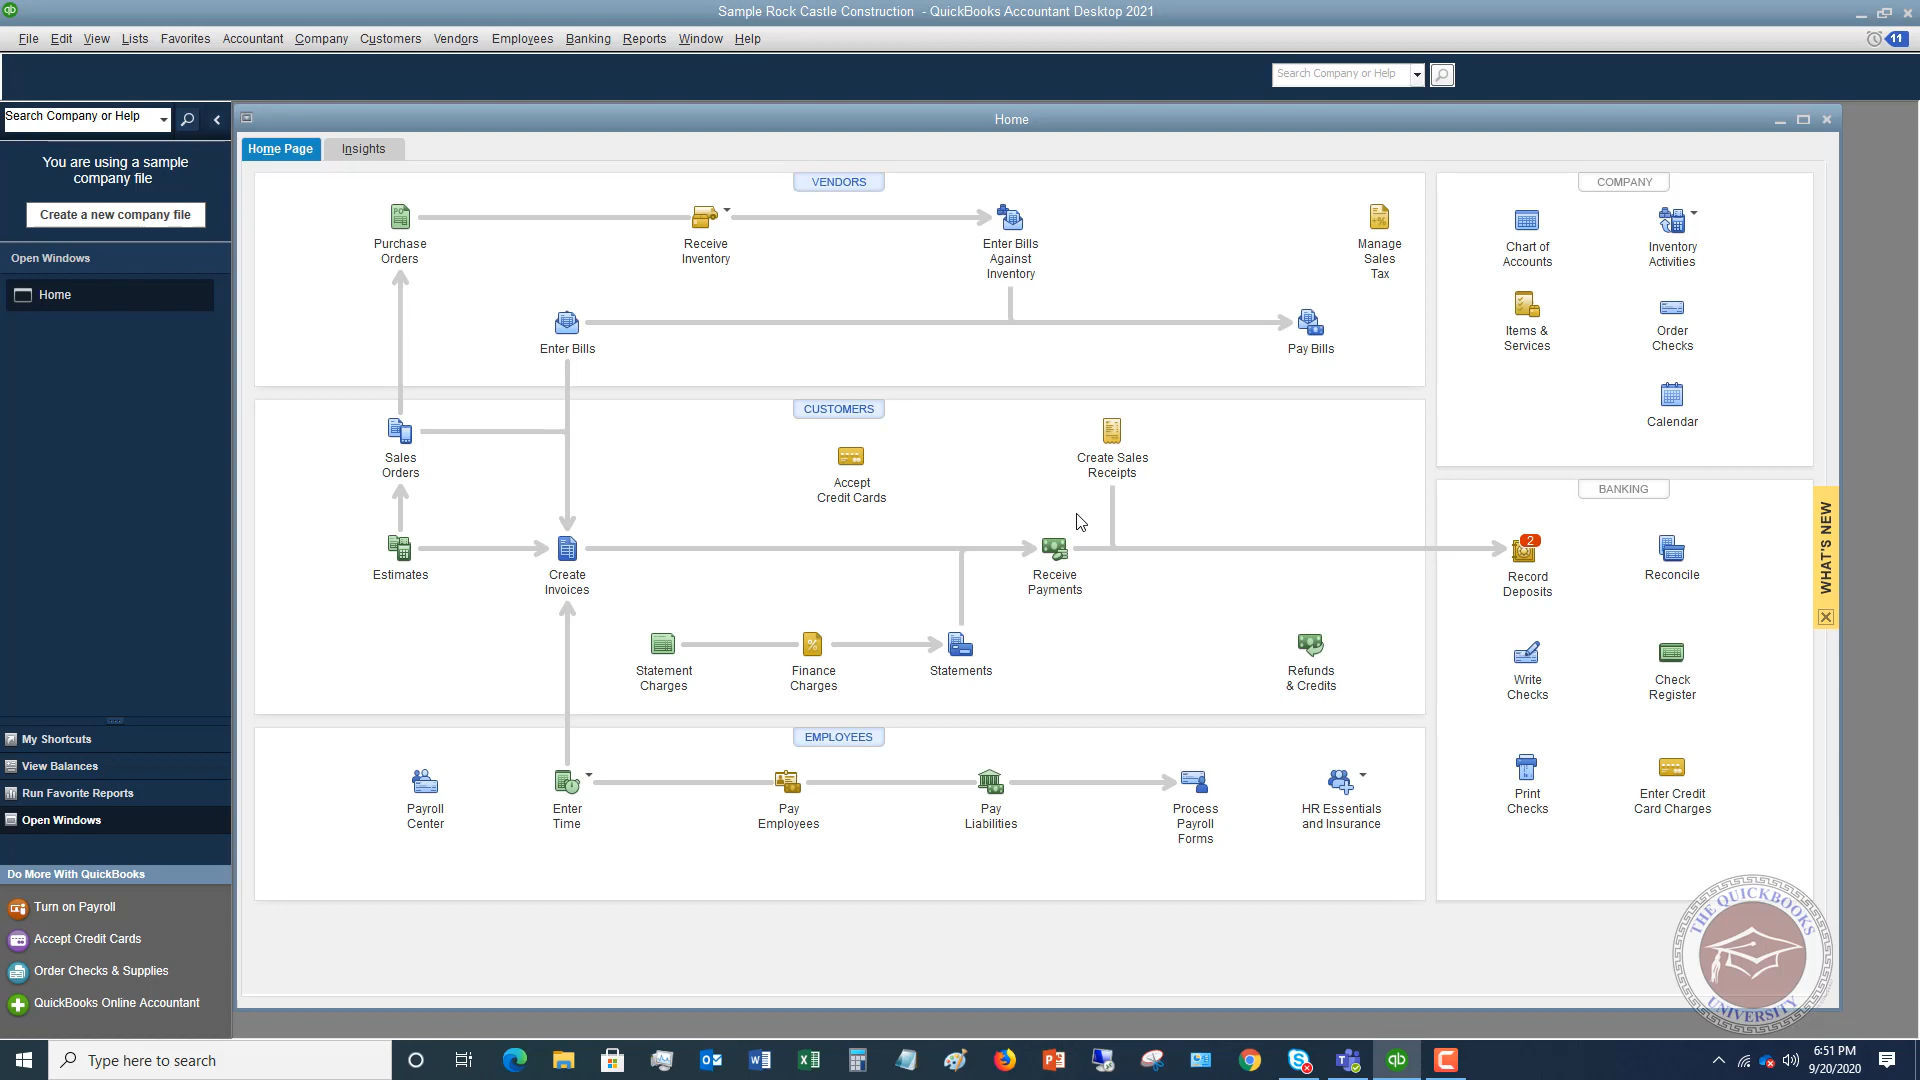 Sample Rock Castle Construction - QuickBooks Accountant Desktop 2021
File Edit View Lists Favorites Accountant Company Customers Vendors Employees Banking Reports Window Help
11
Search Company or Help
Search Company or Help
Home
You are using a sample
company file
Create a new company file
Open Windows
Home
My Shortcuts
View Balances
Run Favorite Reports
Open Windows
Do More With QuickBooks
Turn on Payroll
Accept Credit Cards
Order Checks & Supplies
QuickBooks Online Accountant
Home Page
Insights
VENDORS
Purchase
Orders
Receive
Inventory
Enter Bills
Against
Inventory
Manage
Sales
Tax
Enter Bills
Pay Bills
CUSTOMERS
Sales
Orders
Accept
Credit Cards
Create Sales
Receipts
Estimates
Create
Invoices
Receive
Payments
Statement
Charges
Finance
Charges
Statements
Refunds
& Credits
EMPLOYEES
Payroll
Center
Enter
Time
Pay
Employees
Pay
Liabilities
Process
Payroll
Forms
HR Essentials
and Insurance
COMPANY
Chart of
Accounts
Inventory
Activities
Items &
Services
Order
Checks
Calendar
BANKING
2
Record
Deposits
Reconcile
Write
Checks
Check
Register
Print
Checks
Enter Credit
Card Charges
WHAT'S NEW
THE QUICKBOOKS
UNIVERSITY
Type here to search
6:51 PM
9/20/2020